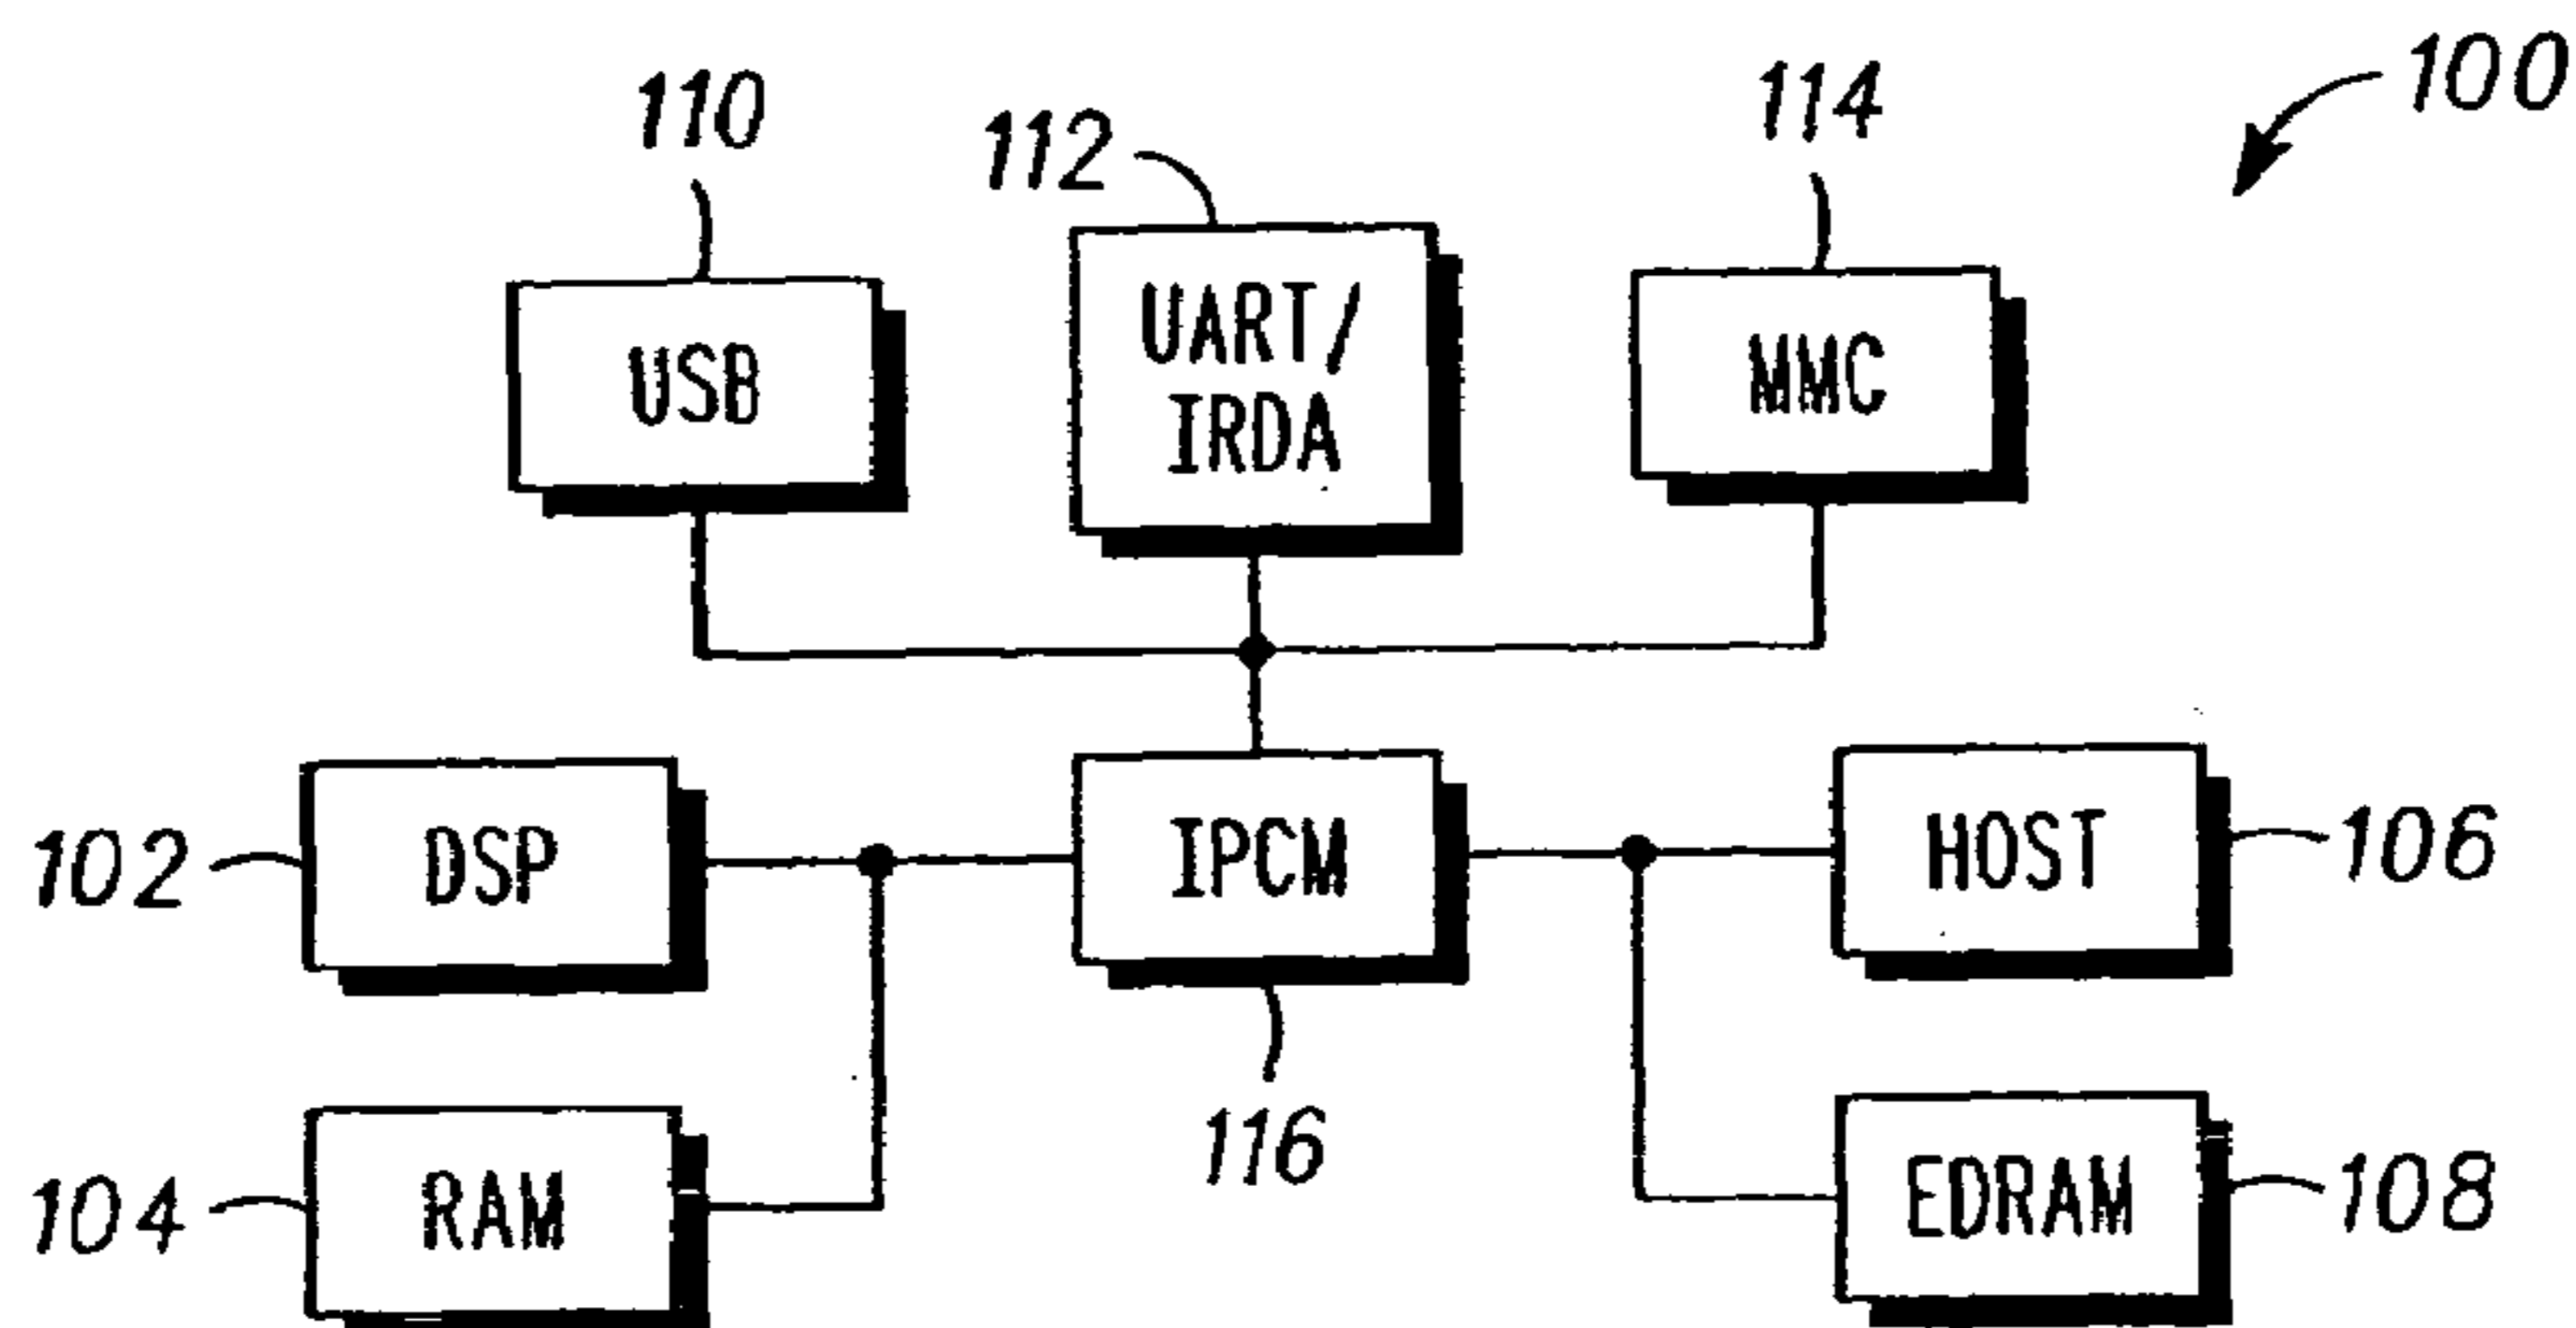 100
110
112
114
USB
UART/
IRDA
MMC
102
DSP
IPCM
HOST
106
116
104
RAM
EDRAM
108